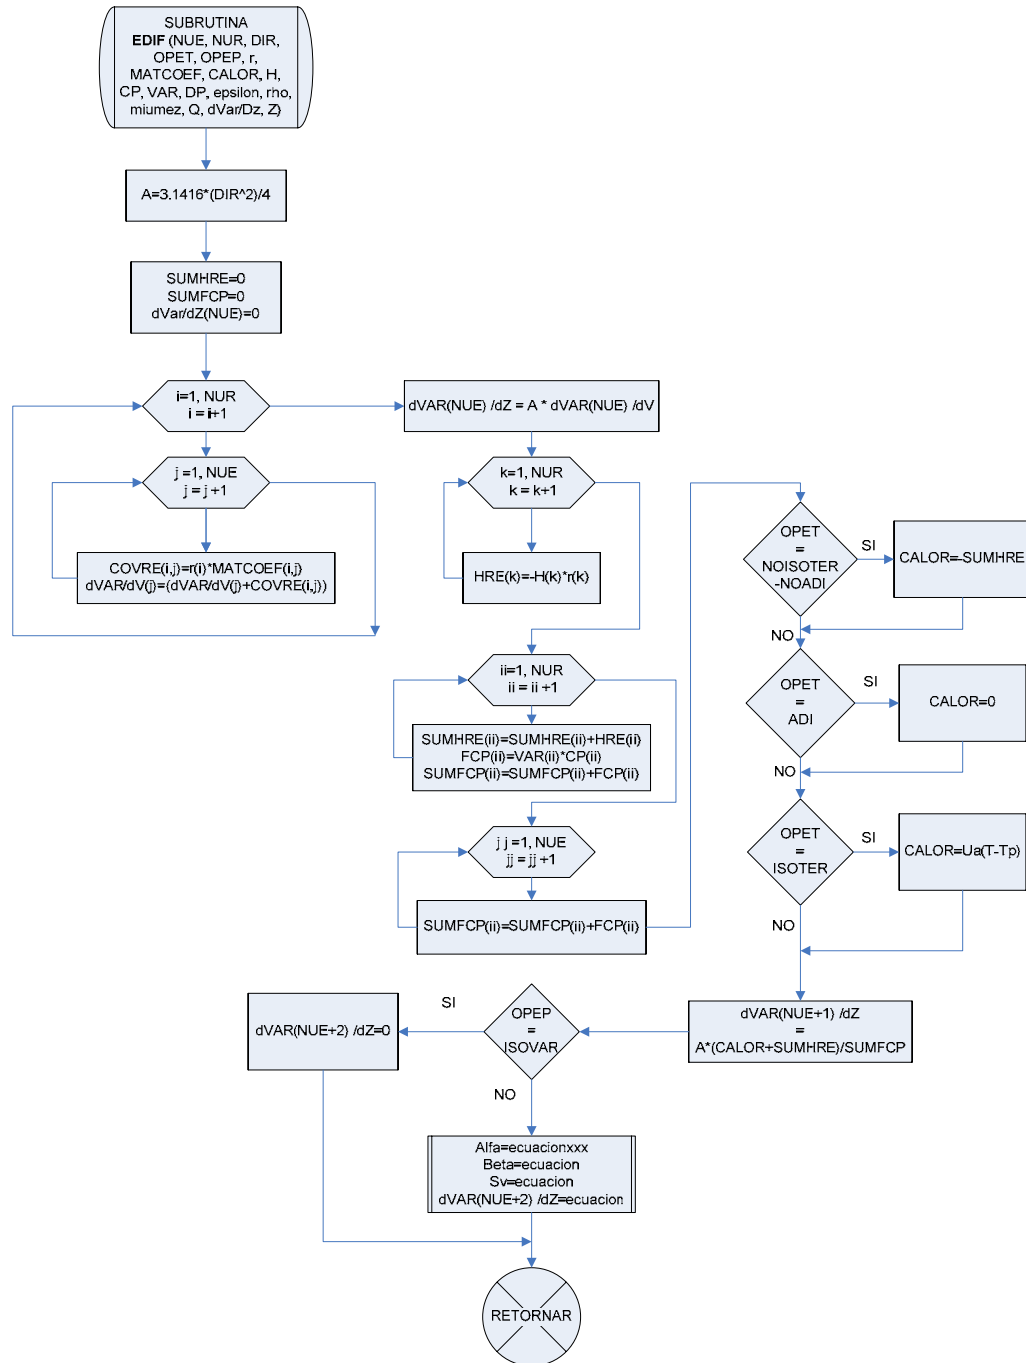 SUBRUTINA
EDIF (NUE, NUR, DIR,
OPET, OPEP, r,
MATCOEF, CALOR, H,
CP, VAR, DP, epsilon, rho,
miumez, Q, dVar/Dz, Z)
A=3.1416*(DIR^2)/4
SUMHRE=0
SUMFCP=0
dVar/dZ(NUE)=0
i=1, NUR
i = i+1
j =1, NUE
j = j +1
COVRE(i,j)=r(i)*MATCOEF(i,j)
dVAR/dV(j)=(dVAR/dV(j)+COVRE(i,j))
dVAR(NUE) /dZ = A * dVAR(NUE) /dV
k=1, NUR
k = k+1
HRE(k)=-H(k)*r(k)
ii=1, NUR
ii = ii +1
SUMHRE(ii)=SUMHRE(ii)+HRE(ii)
FCP(ii)=VAR(ii)*CP(ii)
SUMFCP(ii)=SUMFCP(ii)+FCP(ii)
j j =1, NUE
jj = jj +1
SUMFCP(ii)=SUMFCP(ii)+FCP(ii)
OPET
=
NOISOTER
-NOADI
SI
CALOR=-SUMHRE
NO
OPET
=
ADI
SI
CALOR=0
NO
OPET
=
ISOTER
SI
CALOR=Ua(T-Tp)
NO
dVAR(NUE+1) /dZ
=
A*(CALOR+SUMHRE)/SUMFCP
OPEP
=
ISOVAR
SI
dVAR(NUE+2) /dZ=0
NO
Alfa=ecuacionxxx
Beta=ecuacion
Sv=ecuacion
dVAR(NUE+2) /dZ=ecuacion
RETORNAR